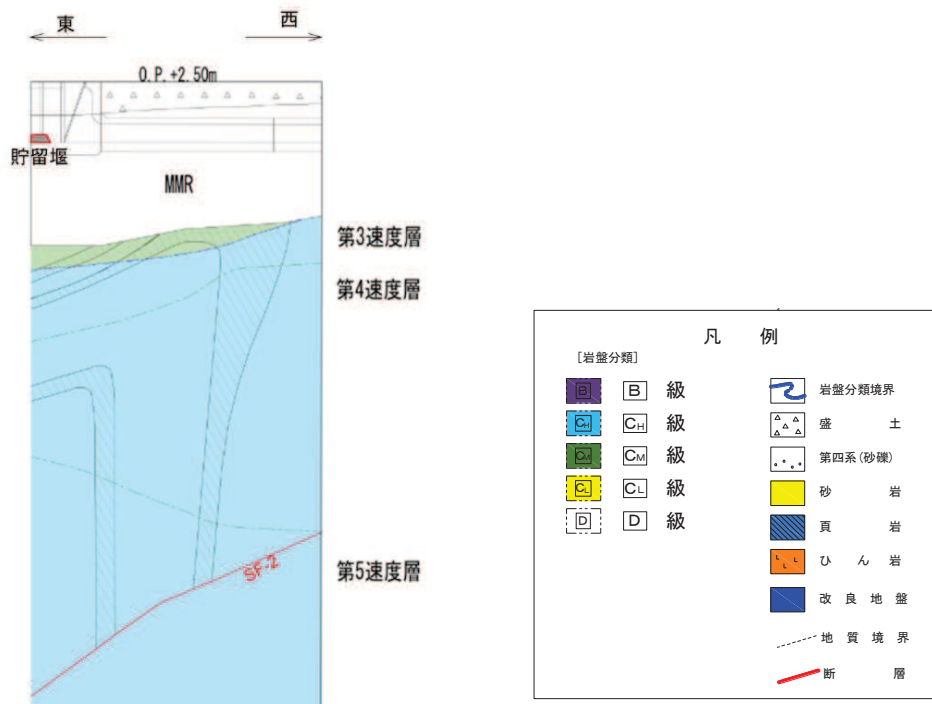 東 西
O.P.+2.50m
貯留堰
MMR
第3速度層
第4速度層
SF-2
第5速度層
凡 例
[岩盤分類]
B B 級
CH CH 級
CM CM 級
CL CL 級
D D 級
岩盤分類境界
盛 土
第四系(砂礫)
砂 岩
頁 岩
ひ ん 岩
改 良 地 盤
地 質 境 界
断 層